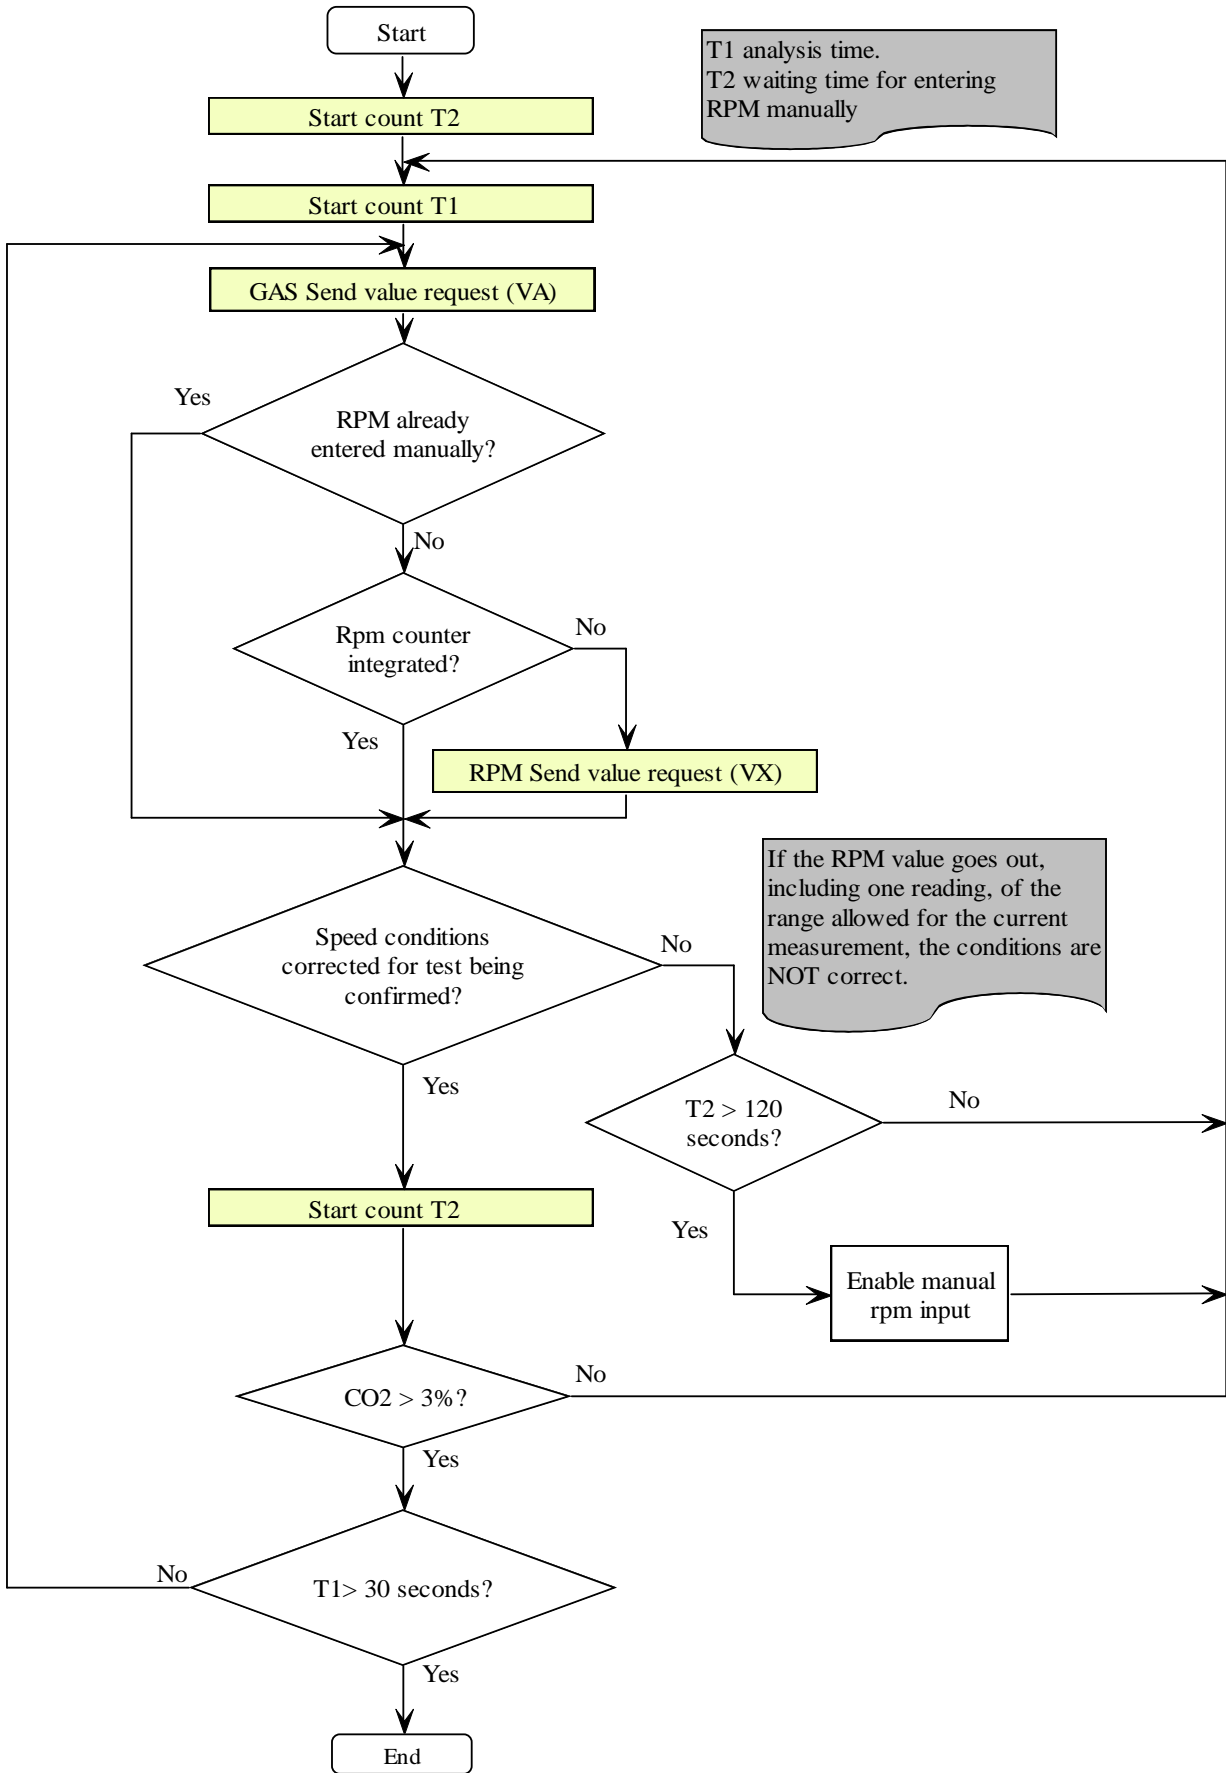 Start
T1 analysis time.
T2 waiting time for entering
RPM manually
Start count T2
Start count T1
GAS Send value request (VA)
Yes
RPM already
entered manually?
No
Rpm counter
integrated?
No
Yes
RPM Send value request (VX)
If the RPM value goes out,
including one reading, of the
range allowed for the current
measurement, the conditions are
NOT correct.
Speed conditions
corrected for test being
confirmed?
No
Yes
T2 > 120
seconds?
No
Start count T2
Yes
Enable manual
rpm input
CO2 > 3%?
No
Yes
No
T1> 30 seconds?
Yes
End